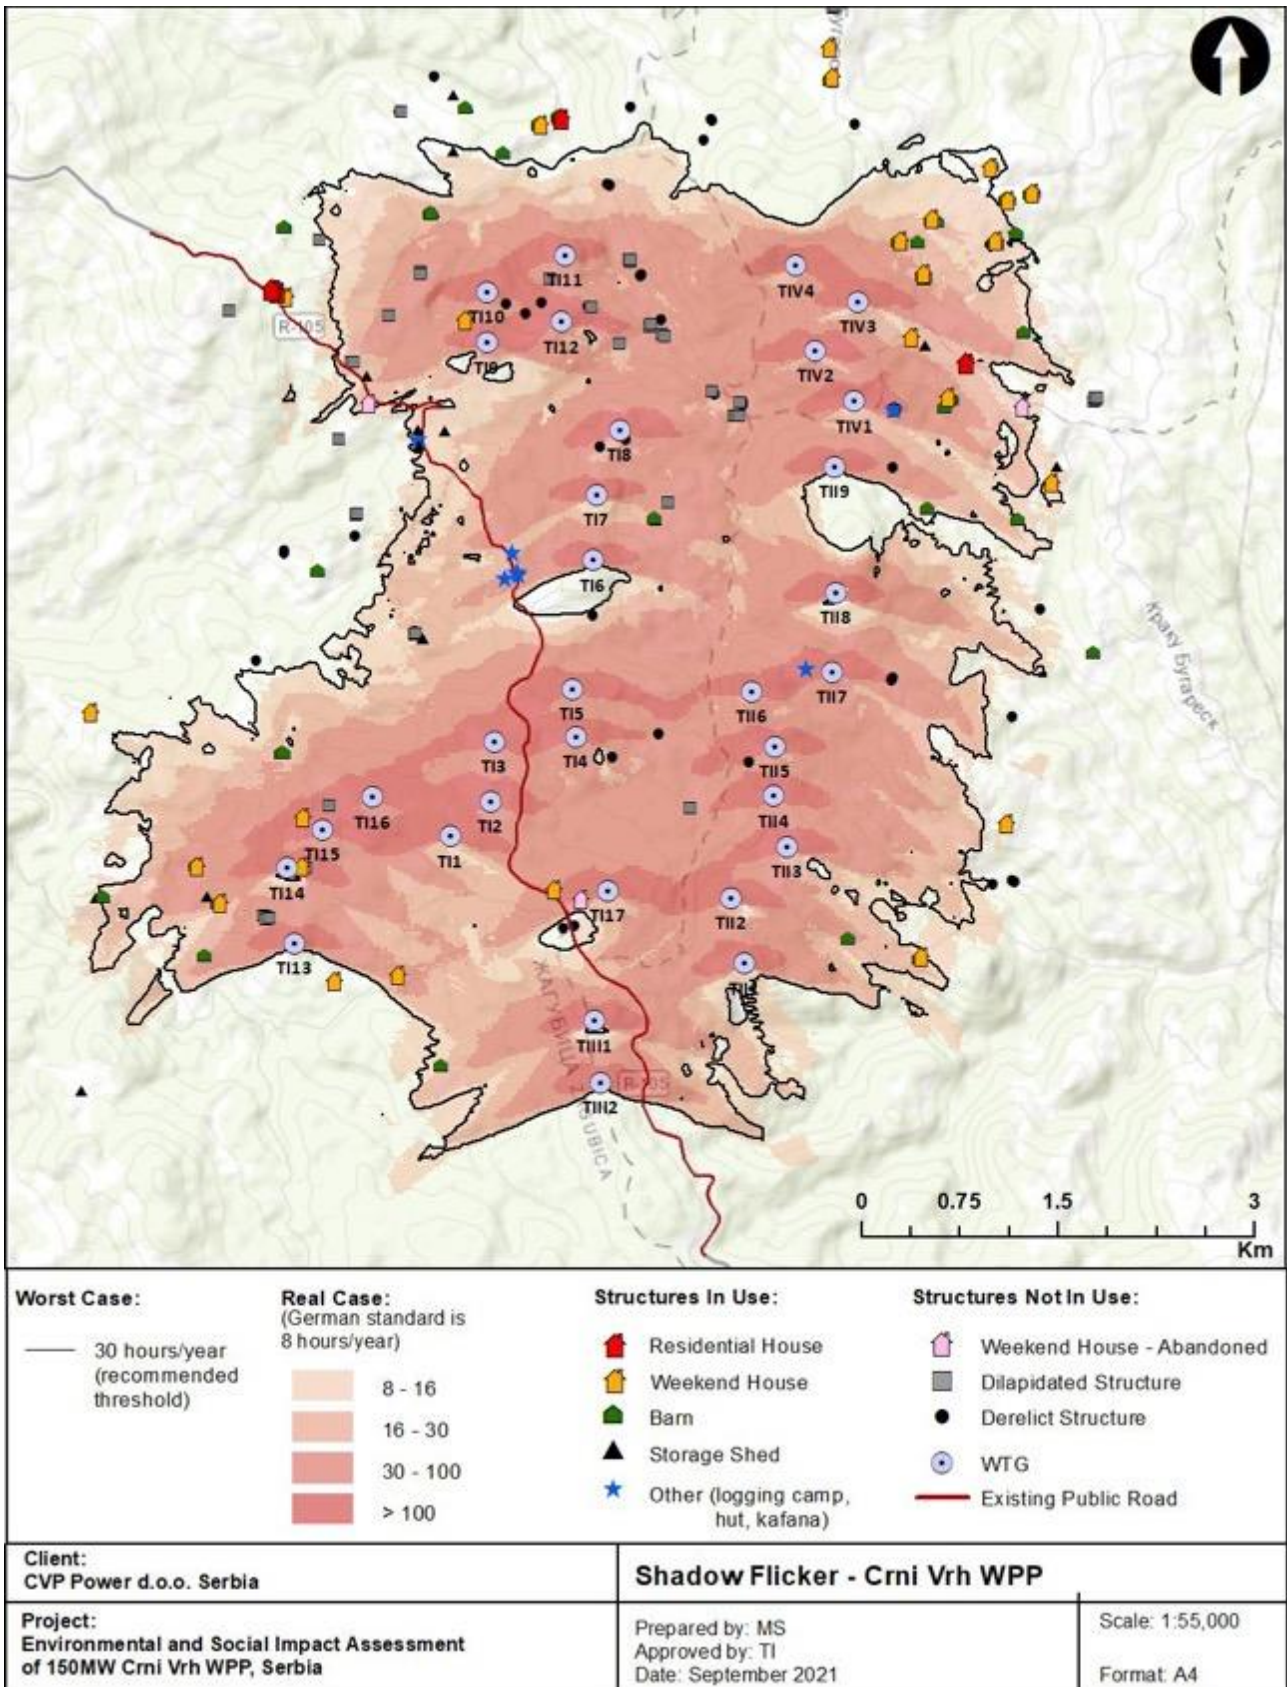 TI11
TIV4
TI10
TIV3
R-105
TI12
TI9
TIV2
TIV1
TI8
TII9
TI7
TI6
TII8
Краку Бугареск
TII7
TI5
TII6
TI3
TI4
TII5
TI16
TI2
TII4
TI15
TI1
TII3
TI14
TI17
TII2
TI13
TII1
ЖАГУБИЦА
TIII1
R-105
TIII2
GUBICA
0 0.75 1.5 3
Km
Worst Case:
30 hours/year
(recommended
threshold)
Real Case:
(German standard is
8 hours/year)
8 - 16
16 - 30
30 - 100
> 100
Structures In Use:
Residential House
Weekend House
Barn
Storage Shed
Other (logging camp,
hut, kafana)
Structures Not In Use:
Weekend House - Abandoned
Dilapidated Structure
Derelict Structure
WTG
Existing Public Road
Client:
CVP Power d.o.o. Serbia
Project:
Environmental and Social Impact Assessment
of 150MW Crni Vrh WPP, Serbia
Shadow Flicker - Crni Vrh WPP
Prepared by: MS
Approved by: TI
Date: September 2021
Scale: 1:55,000
Format: A4